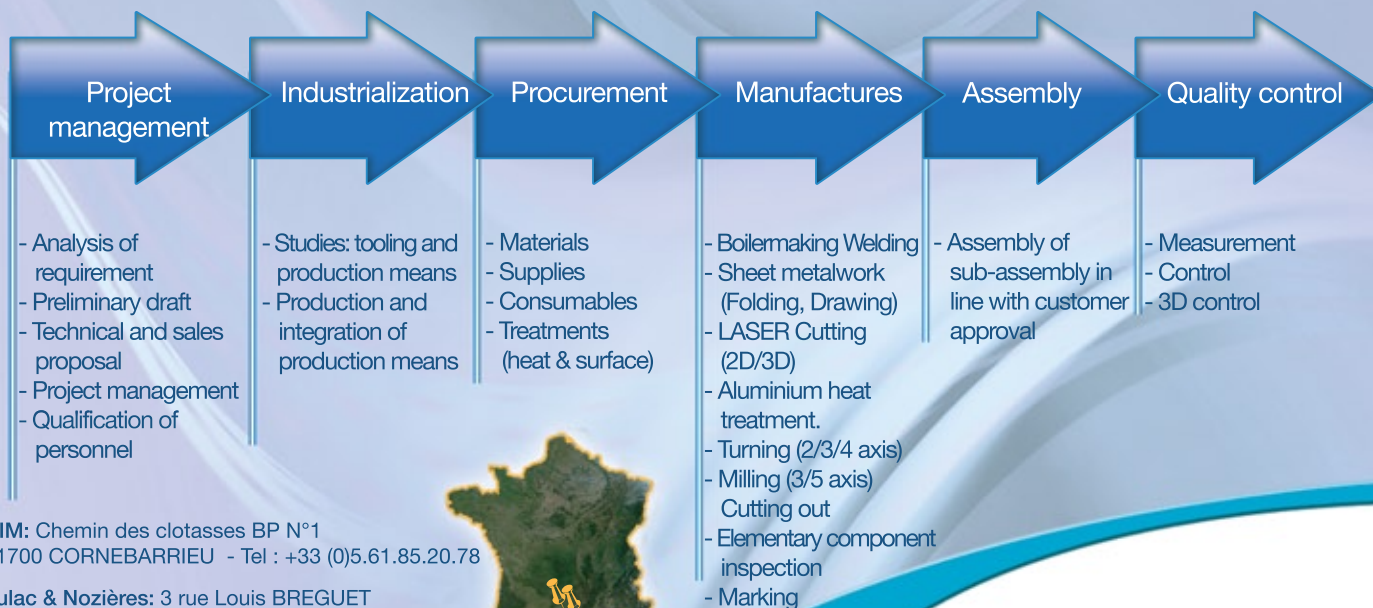 Project
management
Industrialization
Procurement
Manufactures
Assembly
Quality control
- Analysis of
requirement
- Preliminary draft
- Technical and sales
proposal
- Project management
- Qualification of
personnel
- Studies: tooling and
production means
- Production and
integration of
production means
- Materials
- Supplies
- Consumables
- Treatments
(heat & surface)
- Boilermaking Welding
- Sheet metalwork
(Folding, Drawing)
- LASER Cutting
(2D/3D)
- Aluminium heat
treatment.
- Turning (2/3/4 axis)
- Milling (3/5 axis)
Cutting out
- Elementary component
inspection
- Marking
- Assembly of
sub-assembly in
line with customer
approval
- Measurement
- Control
- 3D control
IM: Chemin des clotasses BP N°1
1700 CORNEBARRIEU - Tel : +33 (0)5.61.85.20.78
ulac & Nozières: 3 rue Louis BREGUET